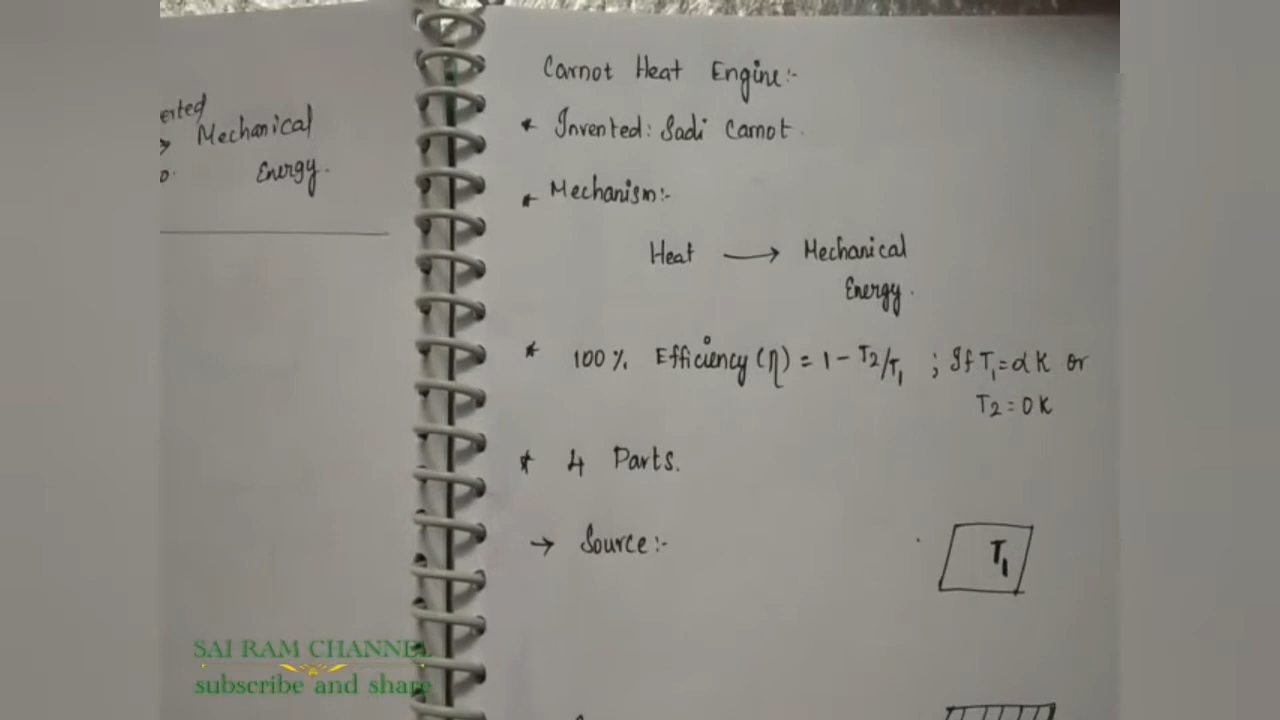 erted
Mechanical
Energy.
Carnot Heat Engine:-
* Invented: Sadi Carnot.
* Mechanism:-
Heat → Mechanical
Energy.
* 100% Efficiency (η) = 1 - T2/T1 ; If T1 = α K or
T2 = 0 K
* 4 Parts.
→ Source:-
T1
SAI RAM CHANNEL
subscribe and share